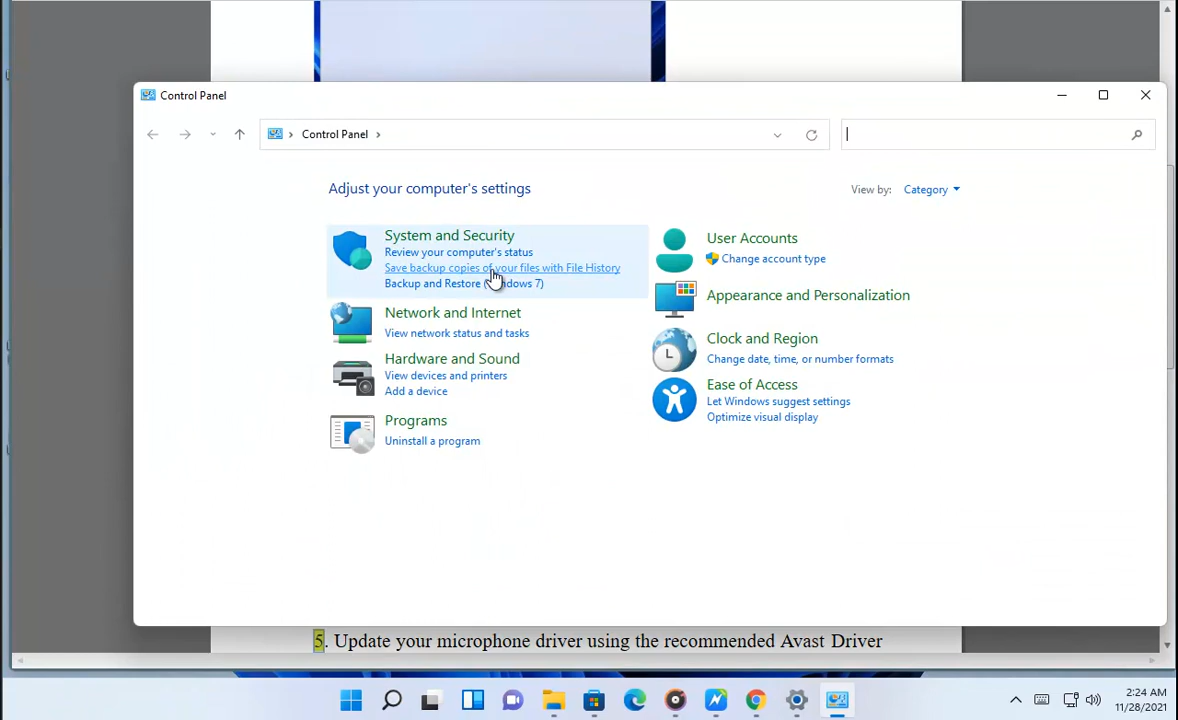 Control Panel
Control Panel
Adjust your computer's settings
View by: Category
System and Security
Review your computer's status
Save backup copies of your files with File History
Backup and Restore (Windows 7)
Network and Internet
View network status and tasks
Hardware and Sound
View devices and printers
Add a device
Programs
Uninstall a program
User Accounts
Change account type
Appearance and Personalization
Clock and Region
Change date, time, or number formats
Ease of Access
Let Windows suggest settings
Optimize visual display
5. Update your microphone driver using the recommended Avast Driver
2:24 AM
11/28/2021